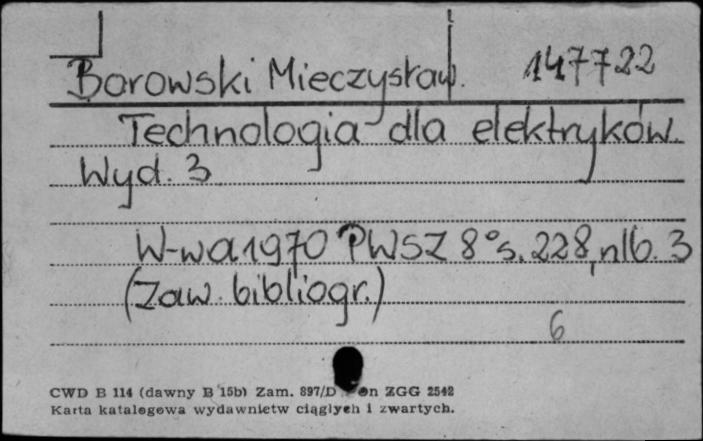 Borowski Mieczysław. 147722
Technologia dla elektryków.
Wyd. 3
W-wa 1970 PWSZ 8° s. 228, nlb. 3
(Zaw. bibliogr.)
6
CWD B 114 (dawny B 15b) Zam. 897/D ZGG 2542
Karta katalogowa wydawnictw ciągłych i zwartych.